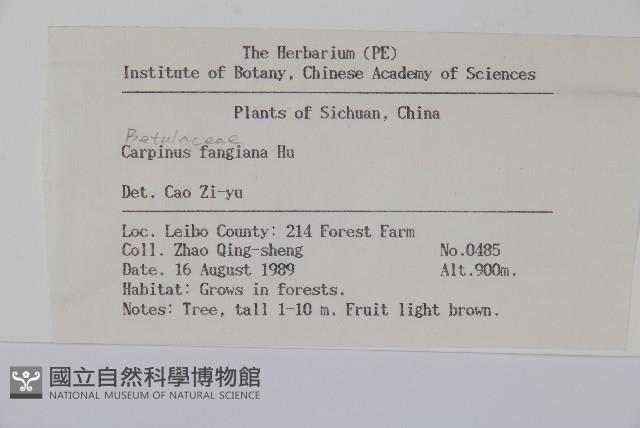 The Herbarium (PE)
Institute of Botany, Chinese Academy of Sciences
Plants of Sichuan, China
Betulaceae
Carpinus fangiana Hu
Det. Cao Zi-yu
Loc. Leibo County: 214 Forest Farm
Coll. Zhao Qing-sheng No.0485
Date. 16 August 1989 Alt.900m.
Habitat: Grows in forests.
Notes: Tree, tall 1-10 m. Fruit light brown.
國立自然科學博物館
NATIONAL MUSEUM OF NATURAL SCIENCE